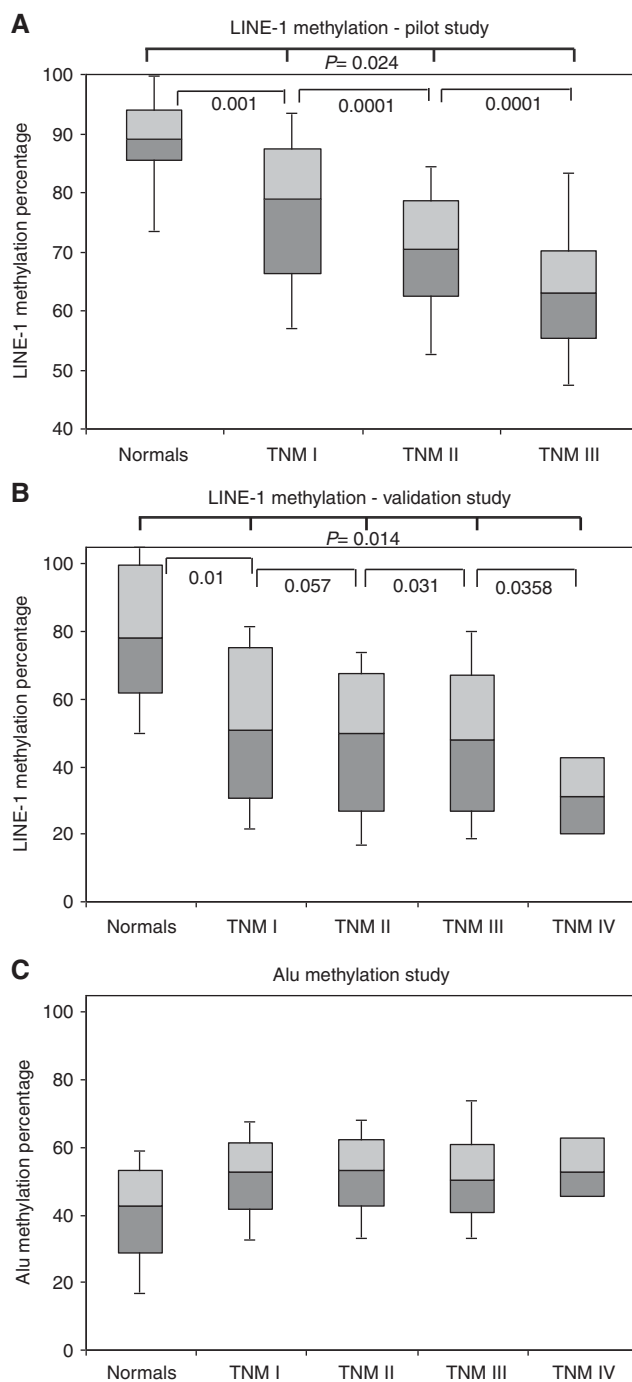 A
LINE-1 methylation - pilot study
P= 0.024
0.001
0.0001
0.0001
LINE-1 methylation percentage
100
90
80
70
60
50
40
Normals
TNM I
TNM II
TNM III
B
LINE-1 methylation - validation study
P= 0.014
0.01
0.057
0.031
0.0358
LINE-1 methylation percentage
100
80
60
40
20
0
Normals
TNM I
TNM II
TNM III
TNM IV
C
Alu methylation study
Alu methylation percentage
100
80
60
40
20
0
Normals
TNM I
TNM II
TNM III
TNM IV